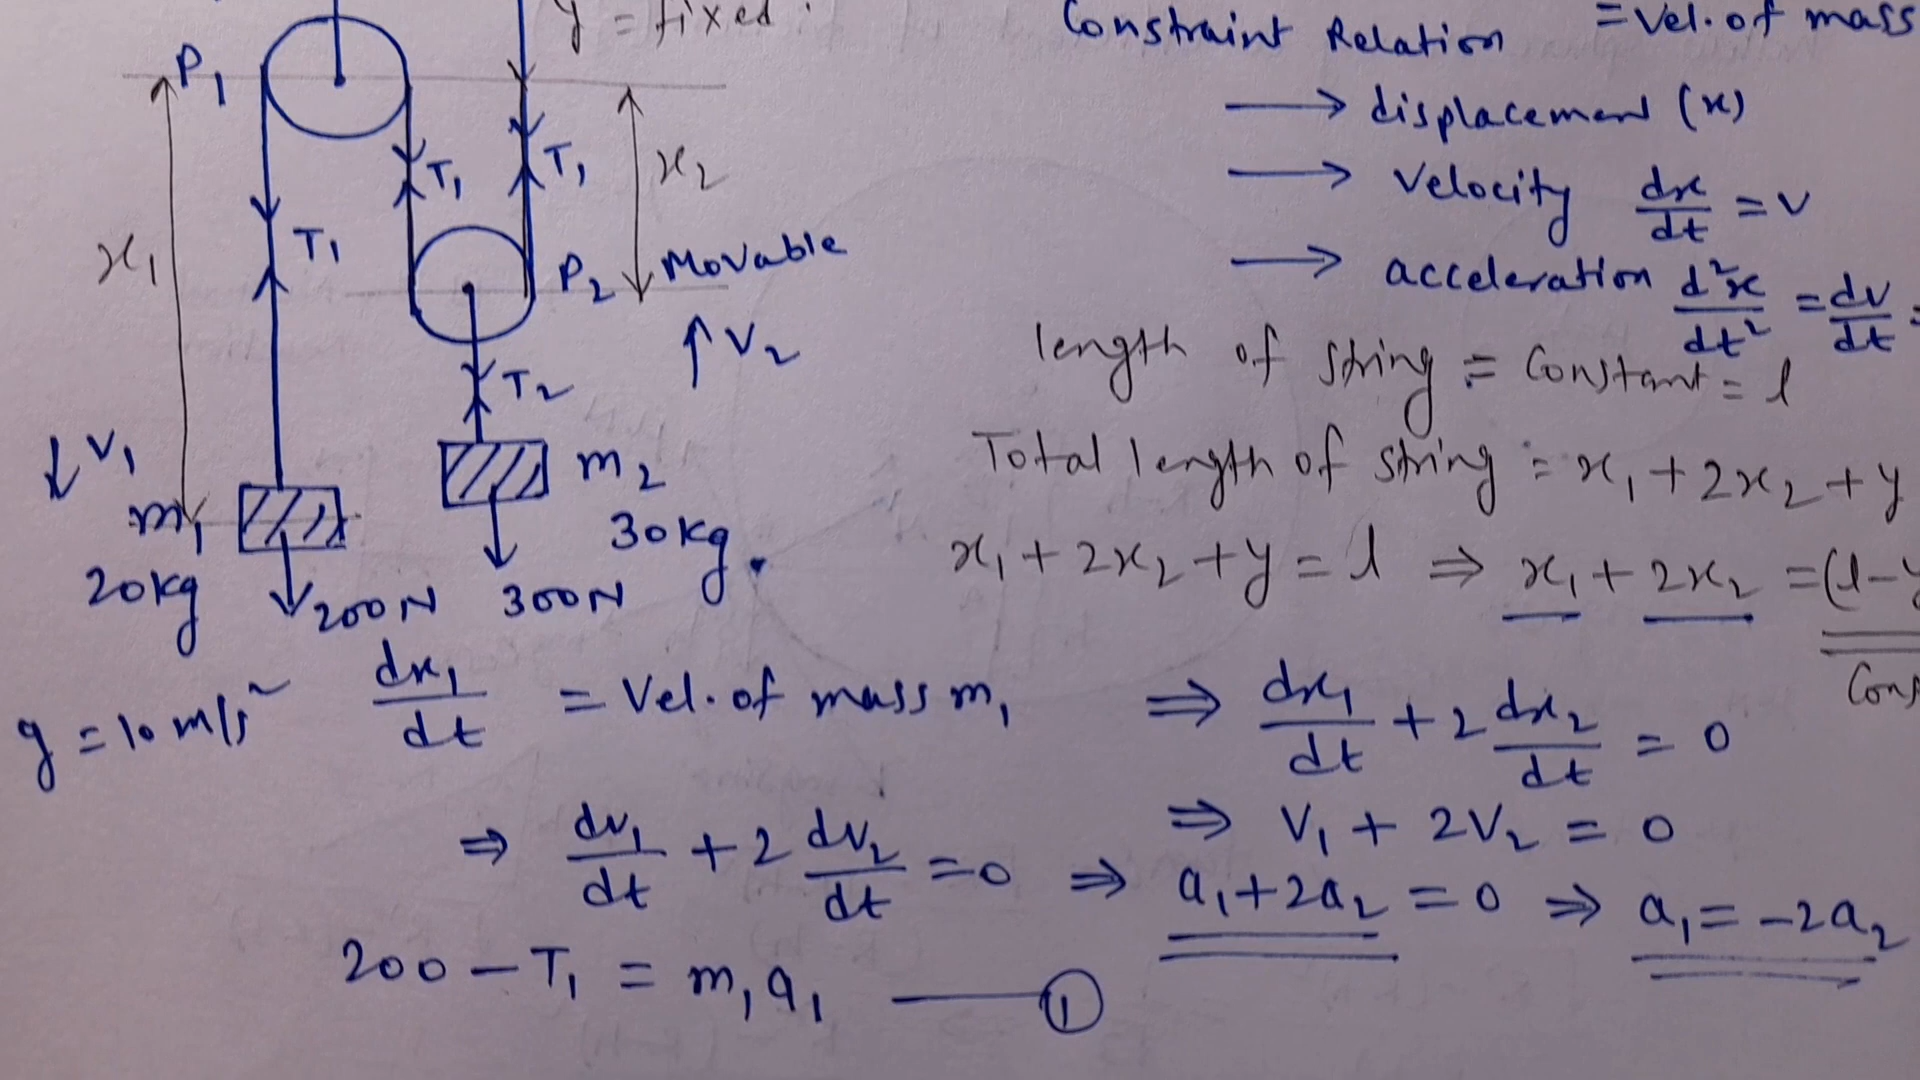 y = fixed.
Constraint Relation = Vel. of mass
P₁
→ displacement (x)
T₁ T₁ x₂
→ Velocity dx/dt = v
x₁ T₁
P₂ Movable
→ acceleration d²x/dt² = dv/dt =
↑ V₂
length of string = Constant = l
T₂
↓ V₁
m₂
Total length of string = x₁ + 2x₂ + y
m₁
30kg.
20kg
200N 300N
x₁ + 2x₂ + y = l ⇒ x₁ + 2x₂ = (l - y
Cons
g = 10 m/s²
dx₁/dt = Vel. of mass m₁ ⇒ dx₁/dt + 2 dx₂/dt = 0
⇒ V₁ + 2V₂ = 0
⇒ dv₁/dt + 2 dv₂/dt = 0 ⇒ a₁ + 2a₂ = 0 ⇒ a₁ = -2a₂
200 - T₁ = m₁a₁ — ①